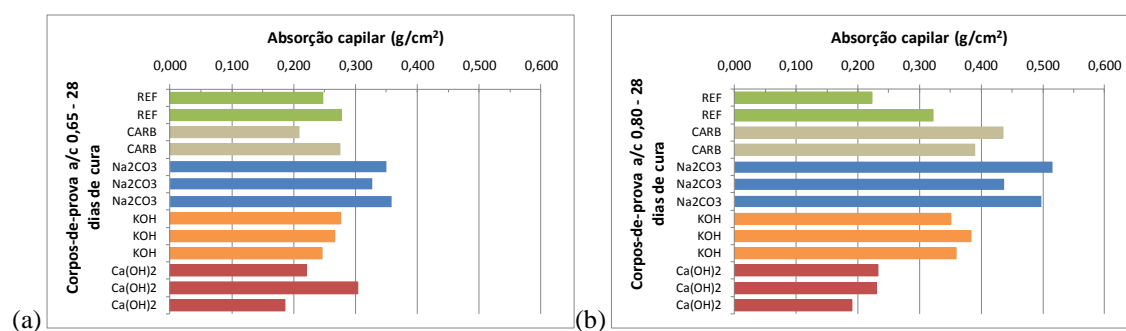 Absorção capilar (g/cm²)
0,000 0,100 0,200 0,300 0,400 0,500 0,600
Corpos-de-prova a/c 0,65 - 28
dias de cura
REF
REF
CARB
CARB
Na2CO3
Na2CO3
Na2CO3
KOH
KOH
KOH
Ca(OH)2
Ca(OH)2
Ca(OH)2
(a)
Absorção capilar (g/cm²)
0,000 0,100 0,200 0,300 0,400 0,500 0,600
Corpos-de-prova a/c 0,80 - 28
dias de cura
REF
REF
CARB
CARB
Na2CO3
Na2CO3
Na2CO3
KOH
KOH
KOH
Ca(OH)2
Ca(OH)2
Ca(OH)2
(b)